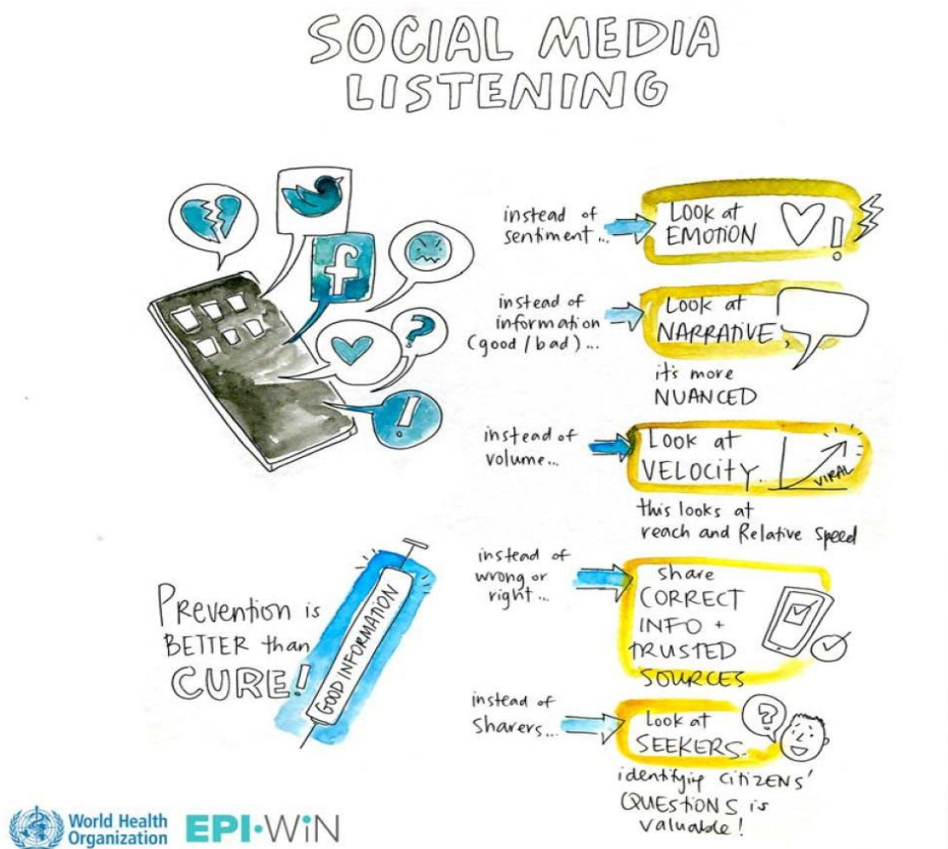 SOCIAL MEDIA
LISTENING
f
instead of
sentiment...
Look at
EMOTION
!
instead of
information
(good / bad)...
Look at
NARRATIVE,
it's more
NUANCED
?
!
instead of
volume...
Look at
VELOCITY.
VIRAL
this looks at
reach and Relative Speed
instead of
wrong or
right...
share
CORRECT
INFO +
TRUSTED
SOURCES
Prevention is
BETTER than
CURE!
GOOD INFORMATION
instead of
sharers...
Look at
SEEKERS.
?
identifying CITIZENS'
QUESTIONS is
valuable!
World Health
Organization
EPI•WiN